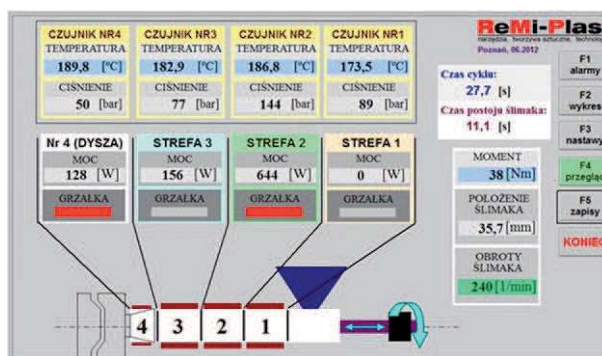 CZUJNIK NR4
TEMPERATURA
189,8 [°C]
CIŚNIENIE
50 [bar]
CZUJNIK NR3
TEMPERATURA
182,9 [°C]
CIŚNIENIE
77 [bar]
CZUJNIK NR2
TEMPERATURA
186,8 [°C]
CIŚNIENIE
144 [bar]
CZUJNIK NR1
TEMPERATURA
173,5 [°C]
CIŚNIENIE
89 [bar]
ReMi-Plas
narzędzia, tworzywa sztuczne, technolog
Poznań, 06.2012
Czas cyklu:
27,7 [s]
Czas postoju ślimaka:
11,1 [s]
F1
alarmy
F2
wykres
F3
nastawy
F4
przegląd
F5
zapisy
KONIEC
Nr 4 (DYSZA)
MOC
128 [W]
GRZAŁKA
STREFA 3
MOC
156 [W]
GRZAŁKA
STREFA 2
MOC
644 [W]
GRZAŁKA
STREFA 1
MOC
0 [W]
GRZAŁKA
MOMENT
38 [Nm]
POŁOŻENIE
ŚLIMAKA
35,7 [mm]
OBROTY
ŚLIMAKA
240 [1/min]
4 3 2 1